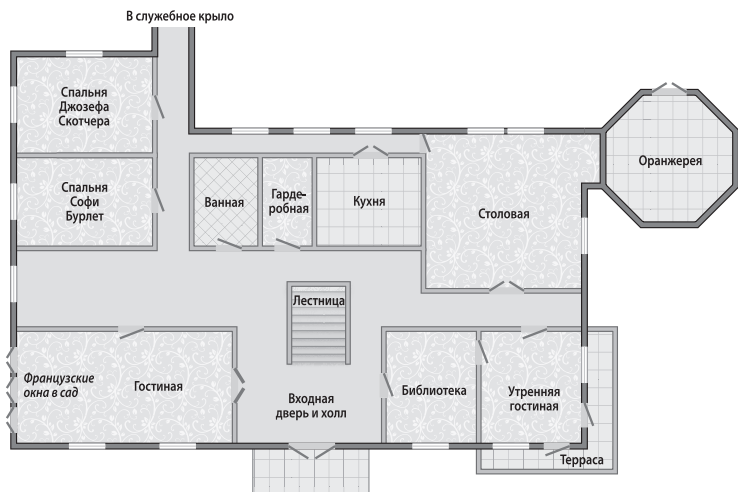 В служебное крыло
Спальня
Джозефа
Скотчера
Оранжерея
Спальня
Софи
Бурлет
Ванная
Гарде-
робная
Кухня
Столовая
Лестница
Французские
окна в сад
Гостиная
Входная
дверь и холл
Библиотека
Утренняя
гостиная
Терраса